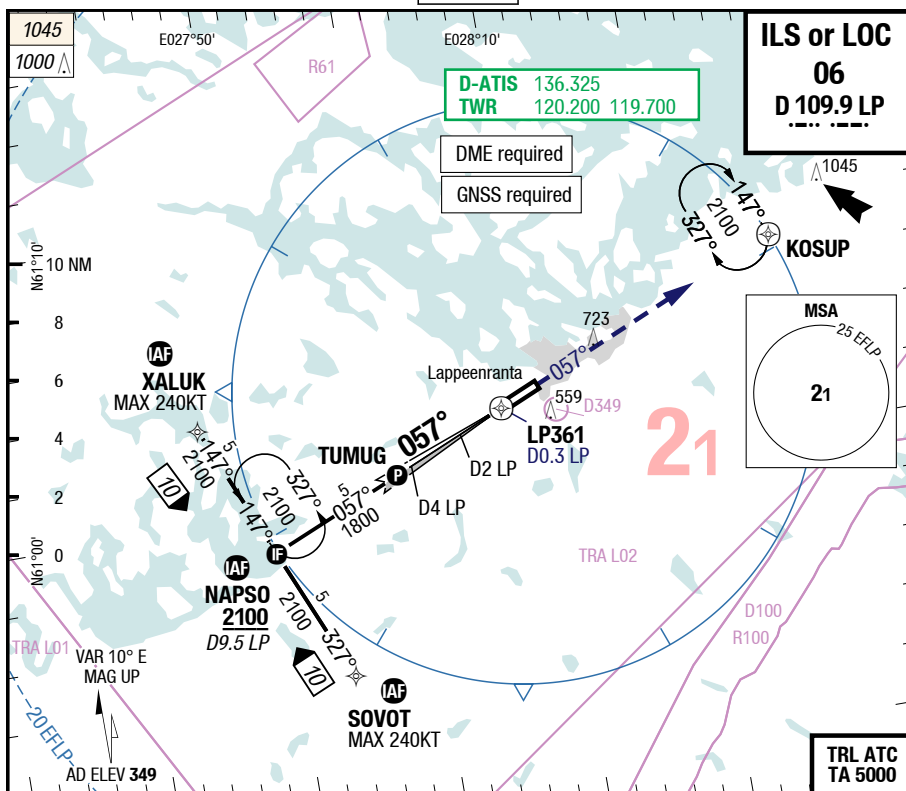 1045
1000
E027°50'
E028°10'
R61
ILS or LOC
06
D 109.9 LP
D-ATIS 136.325
TWR 120.200 119.700
DME required
GNSS required
1045
147°
2100
327°
KOSUP
N61°10'
10 NM
8
6
4
2
0
N61°00'
MSA
25 EFLP
21
723
057°
Lappeenranta
559
D349
LP361
D0.3 LP
21
IAF
XALUK
MAX 240KT
5
147°
2100
10
147°
327°
2100
TUMUG
057°
P
D2 LP
D4 LP
5
057°
1800
IF
IAF
NAPSO
2100
D9.5 LP
5
2100
327°
10
IAF
SOVOT
MAX 240KT
TRA L02
D100
R100
TRA L01
VAR 10° E
MAG UP
20 EFLP
AD ELEV 349
TRL ATC
TA 5000